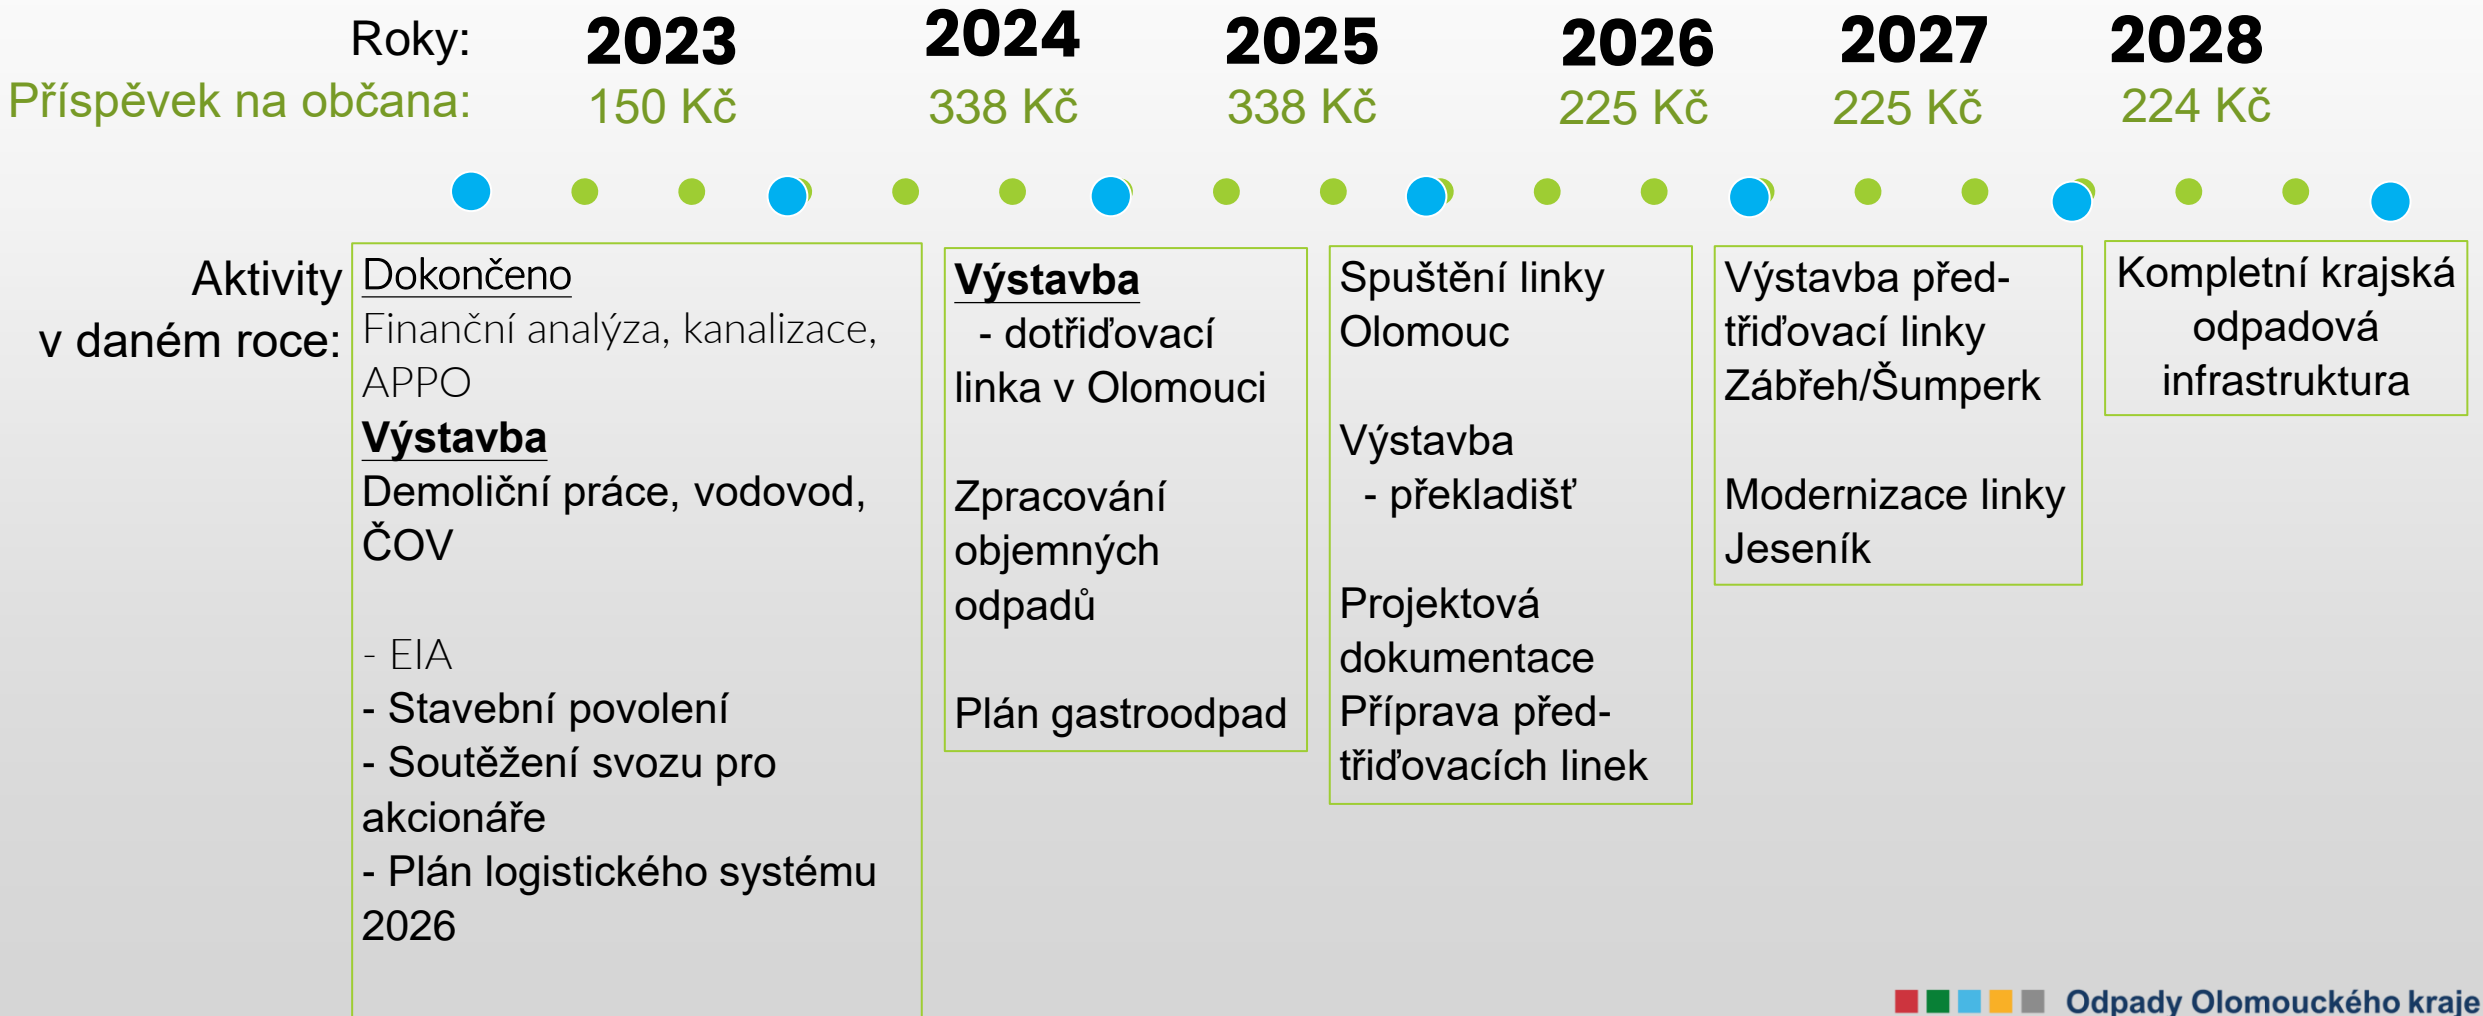 Roky: 2023 2024 2025 2026 2027 2028
Příspěvek na občana: 150 Kč 338 Kč 338 Kč 225 Kč 225 Kč 224 Kč
Aktivity
v daném roce:
Dokončeno
Finanční analýza, kanalizace,
APPO
Výstavba
Demoliční práce, vodovod,
ČOV
- EIA
- Stavební povolení
- Soutěžení svozu pro
akcionáře
- Plán logistického systému
2026
Výstavba
- dotřiďovací
linka v Olomouci
Zpracování
objemných
odpadů
Plán gastroodpad
Spuštění linky
Olomouc
Výstavba
- překladišť
Projektová
dokumentace
Příprava před-
třiďovacích linek
Výstavba před-
třiďovací linky
Zábřeh/Šumperk
Modernizace linky
Jeseník
Kompletní krajská
odpadová
infrastruktura
Odpady Olomouckého kraje